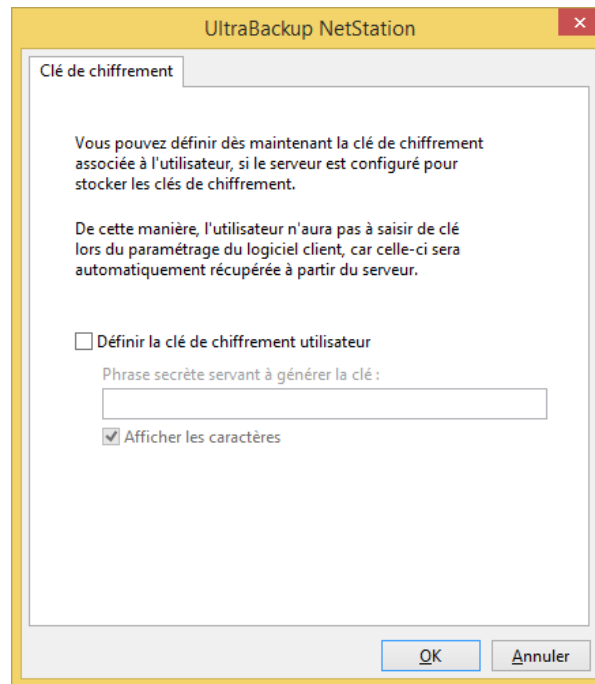 UltraBackup NetStation
Clé de chiffrement
Vous pouvez définir dès maintenant la clé de chiffrement
associée à l'utilisateur, si le serveur est configuré pour
stocker les clés de chiffrement.
De cette manière, l'utilisateur n'aura pas à saisir de clé
lors du paramétrage du logiciel client, car celle-ci sera
automatiquement récupérée à partir du serveur.
Définir la clé de chiffrement utilisateur
Phrase secrète servant à générer la clé :
Afficher les caractères
OK
Annuler